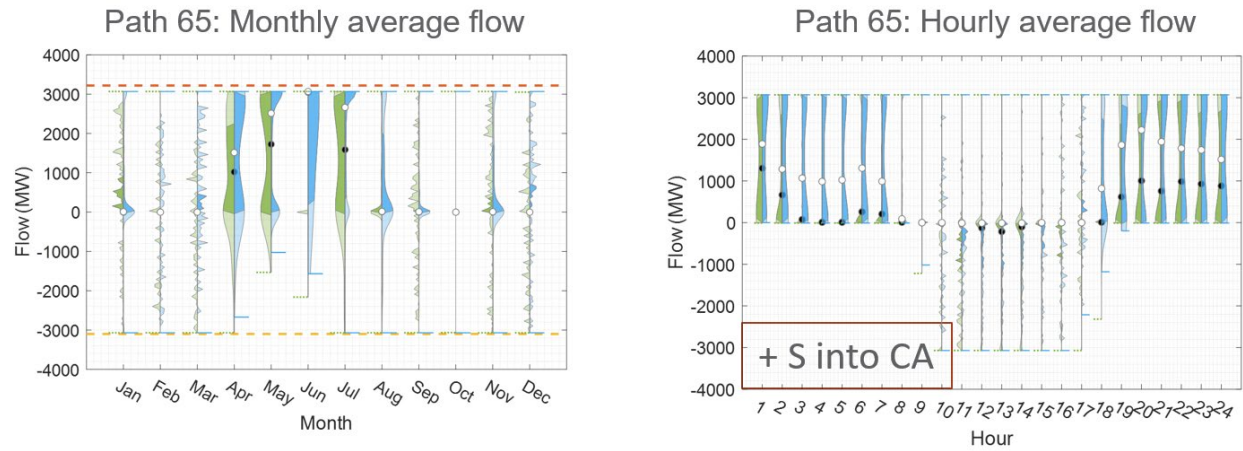 Path 65: Monthly average flow
4000
3000
2000
1000
0
-1000
-2000
-3000
-4000
Flow (MW)
Jan Feb Mar Apr May Jun Jul Aug Sep Oct Nov Dec
Month
Path 65: Hourly average flow
4000
3000
2000
1000
0
-1000
-2000
-3000
-4000
Flow (MW)
+ S into CA
1 2 3 4 5 6 7 8 9 10 11 12 13 14 15 16 17 18 19 20 21 22 23 24
Hour